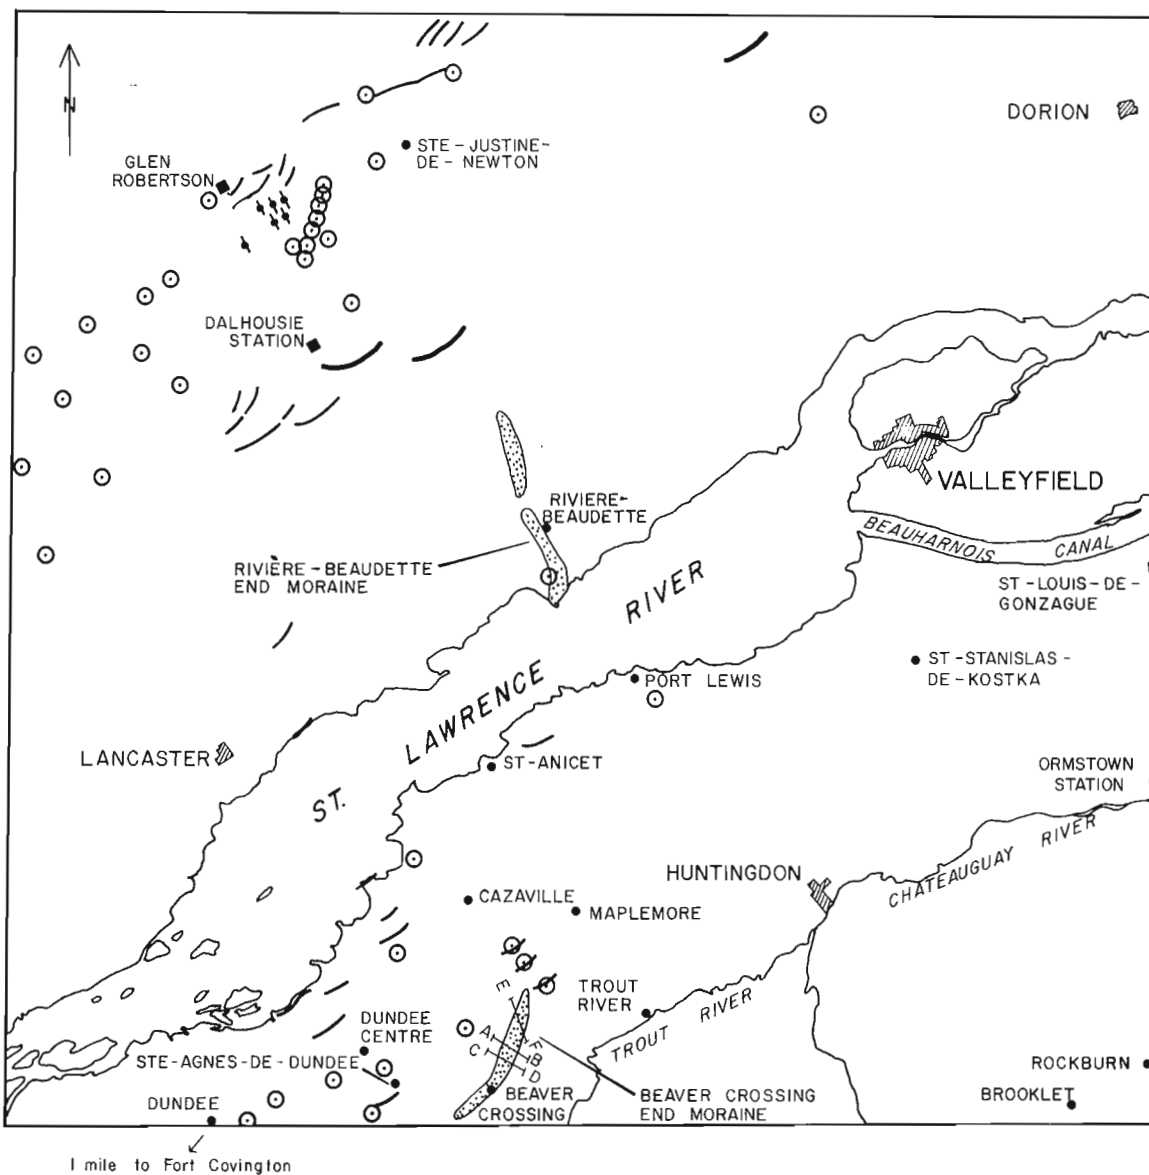 N
DORION
GLEN
ROBERTSON
STE-JUSTINE-
DE-NEWTON
DALHOUSIE
STATION
VALLEYFIELD
RIVIERE-
BEAUDETTE
BEAUHARNOIS CANAL
RIVIÈRE-BEAUDETTE
END MORAINE
ST-LOUIS-DE-
GONZAGUE
ST. LAWRENCE RIVER
ST-STANISLAS-
DE-KOSTKA
PORT LEWIS
LANCASTER
ST-ANICET
ORMSTOWN
STATION
HUNTINGDON
CHATEAUGUAY RIVER
CAZAVILLE
MAPLEMORE
TROUT
RIVER
TROUT RIVER
E
A
F
C
B
D
DUNDEE
CENTRE
STE-AGNES-DE-DUNDEE
ROCKBURN
BEAVER
CROSSING
BEAVER CROSSING
END MORAINE
BROOKLET
DUNDEE
1 mile to Fort Covington